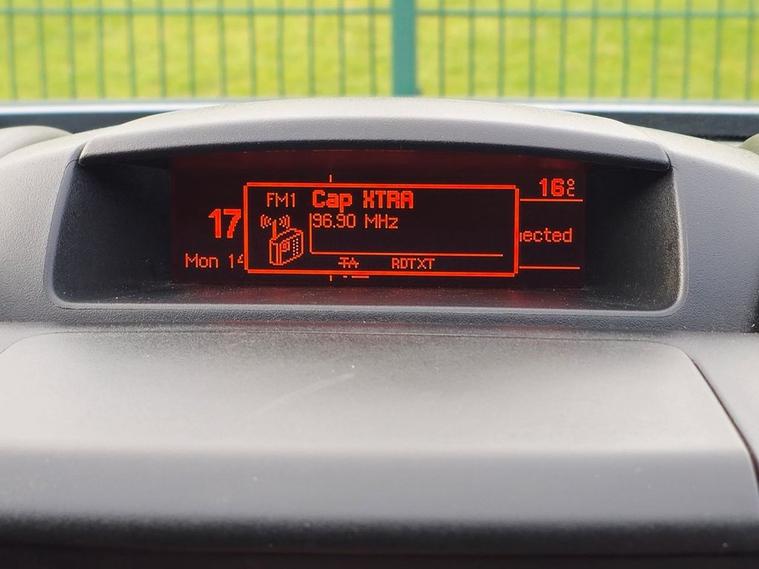 FM1 Cap XTRA 16°C
17 96.90 MHz
ected
Mon 14
TA RDTXT